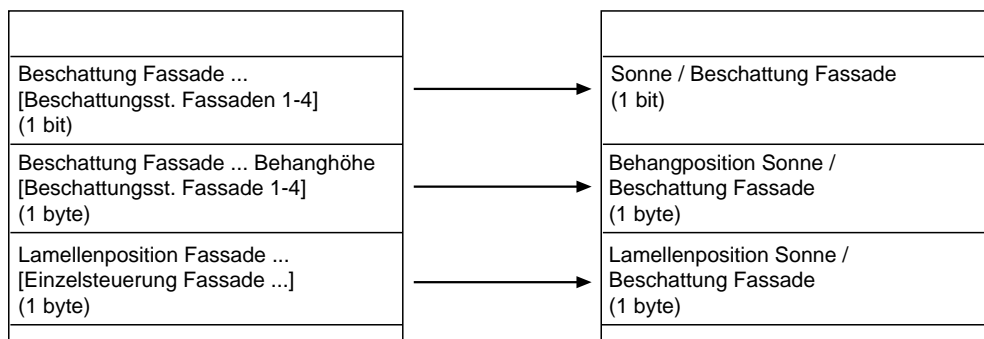 Beschattung Fassade ...
[Beschattungsst. Fassaden 1-4]
(1 bit)
Sonne / Beschattung Fassade
(1 bit)
Beschattung Fassade ... Behanghöhe
[Beschattungsst. Fassade 1-4]
(1 byte)
Behangposition Sonne /
Beschattung Fassade
(1 byte)
Lamellenposition Fassade ...
[Einzelsteuerung Fassade ...]
(1 byte)
Lamellenposition Sonne /
Beschattung Fassade
(1 byte)